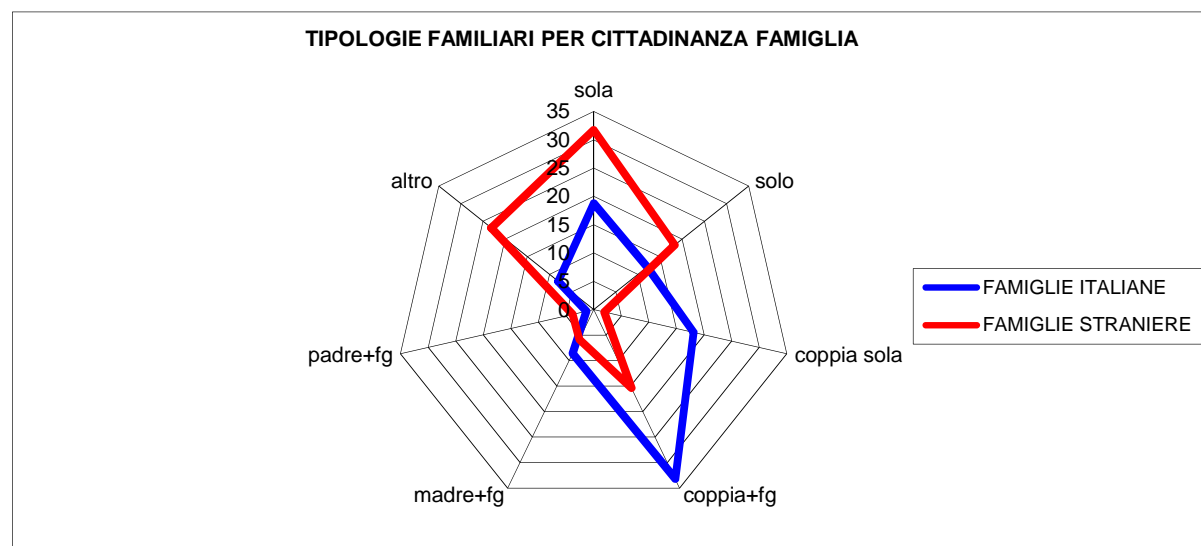 TIPOLOGIE FAMILIARI PER CITTADINANZA FAMIGLIA
sola
35
30
25
20
15
10
5
0
altro
solo
padre+fg
coppia sola
madre+fg
coppia+fg
FAMIGLIE ITALIANE
FAMIGLIE STRANIERE